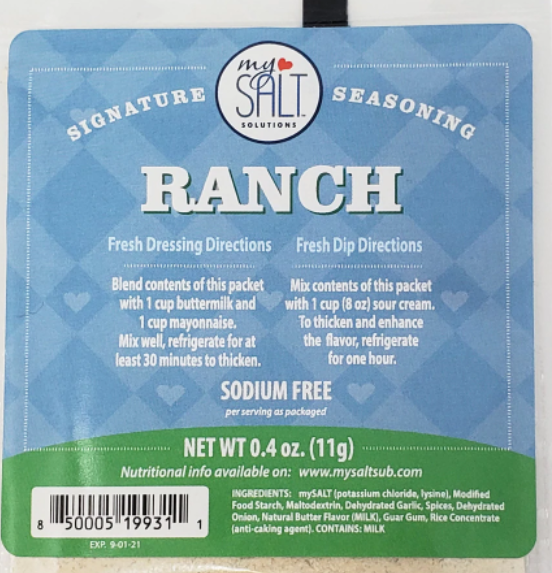 my
SALT
SOLUTIONS
SIGNATURE SEASONING
RANCH
Fresh Dressing Directions
Blend contents of this packet
with 1 cup buttermilk and
1 cup mayonnaise.
Mix well, refrigerate for at
least 30 minutes to thicken.
Fresh Dip Directions
Mix contents of this packet
with 1 cup (8 oz) sour cream.
To thicken and enhance
the flavor, refrigerate
for one hour.
SODIUM FREE
per serving as packaged
NET WT 0.4 oz. (11g)
Nutritional info available on: www.mysaltsub.com
8 50005 19931 1
EXP. 9-01-21
INGREDIENTS: mySALT (potassium chloride, lysine), Modified
Food Starch, Maltodextrin, Dehydrated Garlic, Spices, Dehydrated
Onion, Natural Butter Flavor (MILK), Guar Gum, Rice Concentrate
(anti-caking agent). CONTAINS: MILK